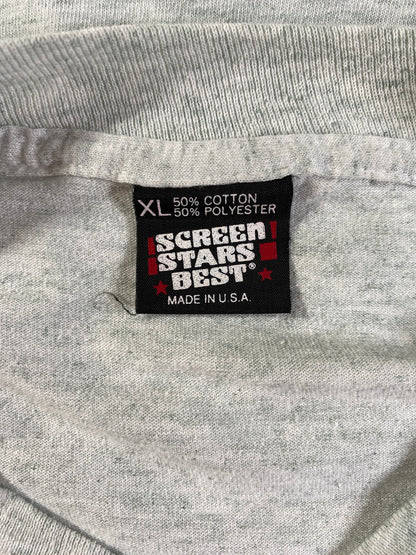 XL 50% COTTON
50% POLYESTER
SCREEN
STARS
BEST®
MADE IN U.S.A.